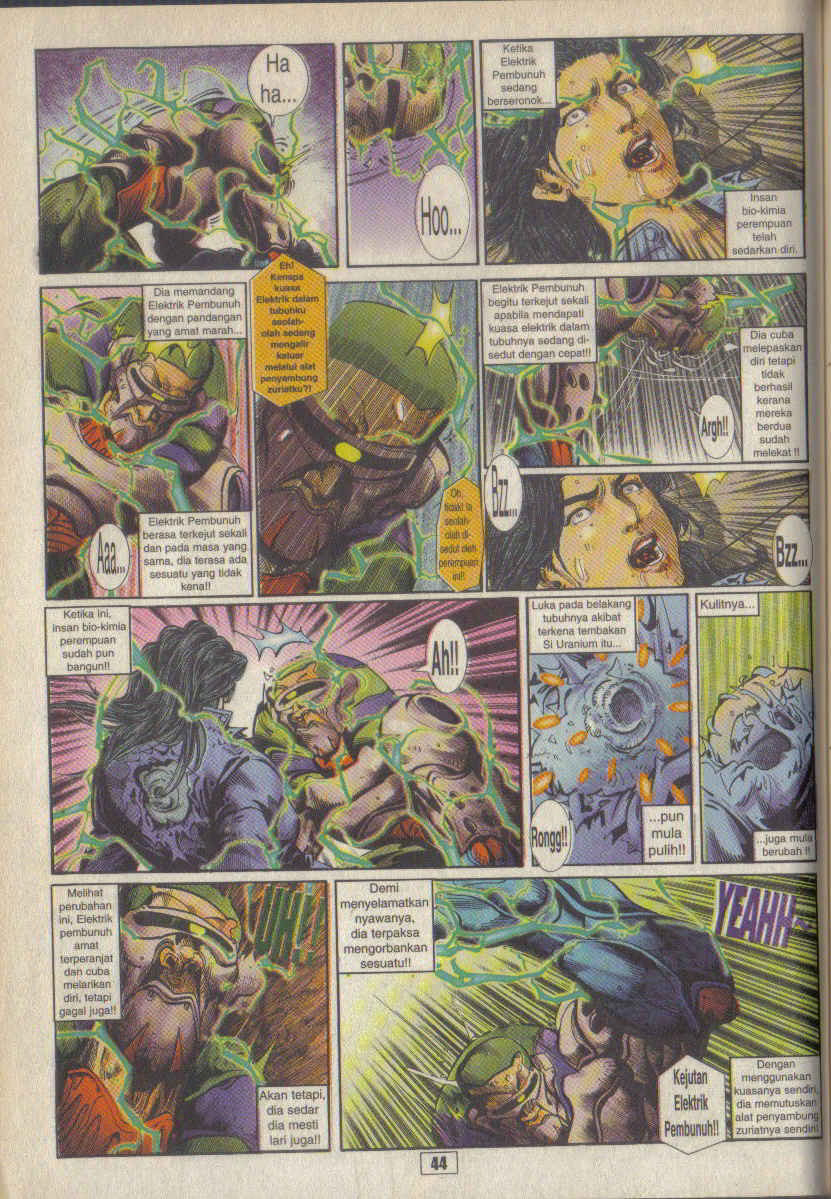 Ha
ha...
Hoo...
Ketika
Elektrik
Pembunuh
sedang
berseronok...
Insan
bio-kimia
perempuan
telah
sedarkan diri.
Dia memandang
Elektrik Pembunuh
dengan pandangan
yang amat marah...
Aaa...
Elektrik Pembunuh
berasa terkejut sekali
dan pada masa yang
sama, dia terasa ada
sesuatu yang tidak
kena!!
Eh!
Kenapa
kuasa
Elektrik dalam
tubuhku
seolah-
olah sedang
mengalir
keluar
melalui alat
penyambung
zuriatku?!
Oh,
tidak! Ia
seolah-
olah di-
sedut oleh
perempuan
ini!!
Elektrik Pembunuh
begitu terkejut sekali
apabila mendapati
kuasa elektrik dalam
tubuhnya sedang di-
sedut dengan cepat!!
Argh!!
Dia cuba
melepaskan
diri tetapi
tidak
berhasil
kerana
mereka
berdua
sudah
melekat !!
Bzz...
Bzz...
Ketika ini,
insan bio-kimia
perempuan
sudah pun
bangun!!
Ah!!
Luka pada belakang
tubuhnya akibat
terkena tembakan
Si Uranium itu...
Rongg!!
...pun
mula
pulih!!
Kulitnya...
...juga mula
berubah !!
Melihat
perubahan
ini, Elektrik
pembunuh
amat
terperanjat
dan cuba
melarikan
diri, tetapi
gagal juga!!
UH!!
Akan tetapi,
dia sedar
dia mesti
lari juga!!
Demi
menyelamatkan
nyawanya,
dia terpaksa
mengorbankan
sesuatu!!
YEAHH~
Kejutan
Elektrik
Pembunuh!!
Dengan
menggunakan
kuasanya sendiri,
dia memutuskan
alat penyambung
zuriatnya sendiri
44